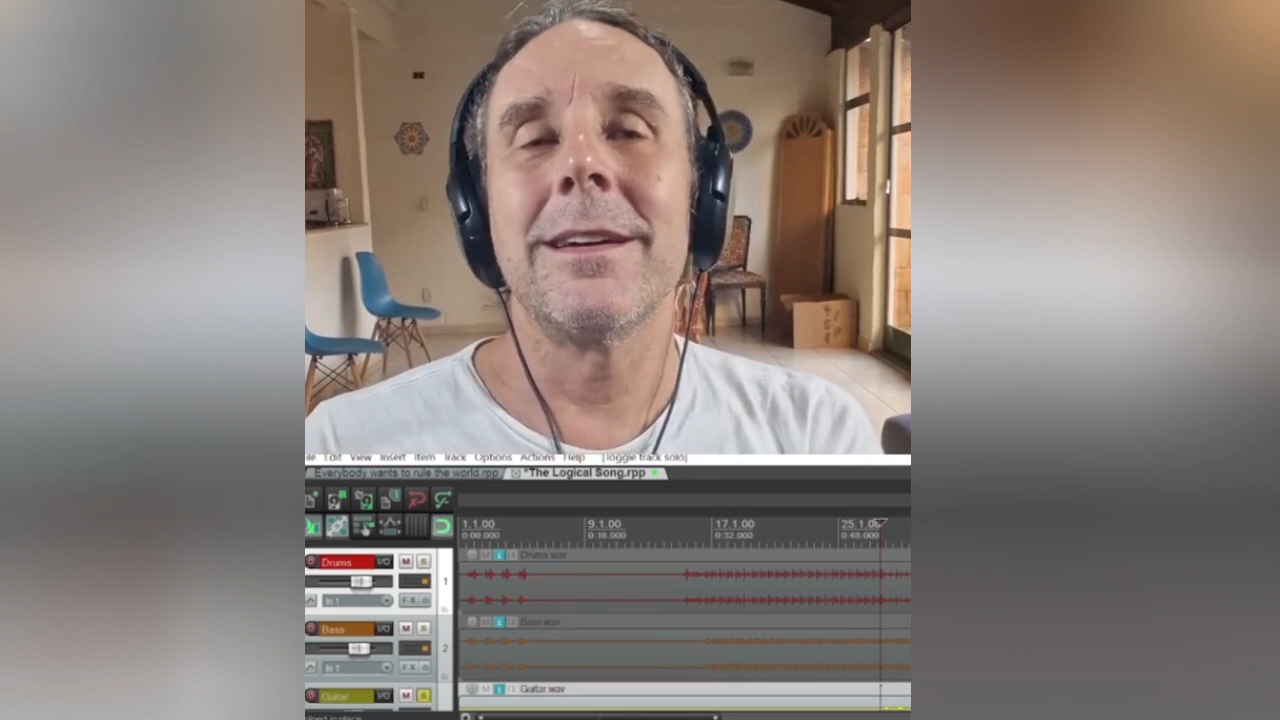 Edit View Insert Item Track Options Actions Help [Toggle track solo]
Everybody wants to rule the world.rpp *The Logical Song.rpp
1.1.00 9.1.00 17.1.00 25.1.00
0:00.000 0:16.000 0:32.000 0:48.000
Drums I/O M S 1 M Drums.wav
In 1 FX
Bass I/O M S 2 M Bass.wav
In 1 FX
Guitar I/O M S M Guitar.wav